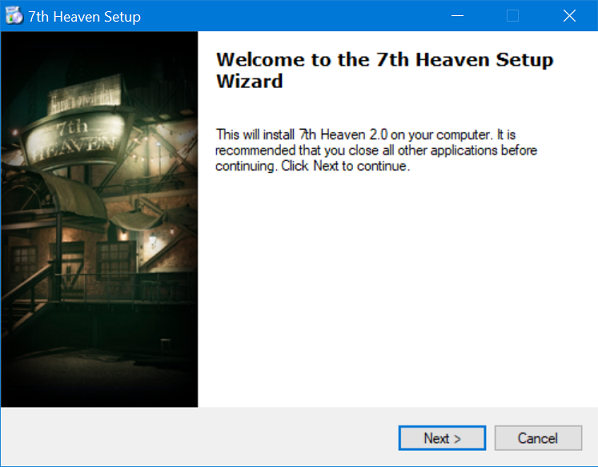 7th Heaven Setup
Welcome to the 7th Heaven Setup
Wizard
This will install 7th Heaven 2.0 on your computer. It is
recommended that you close all other applications before
continuing. Click Next to continue.
7th
HEAVEN
Next >
Cancel